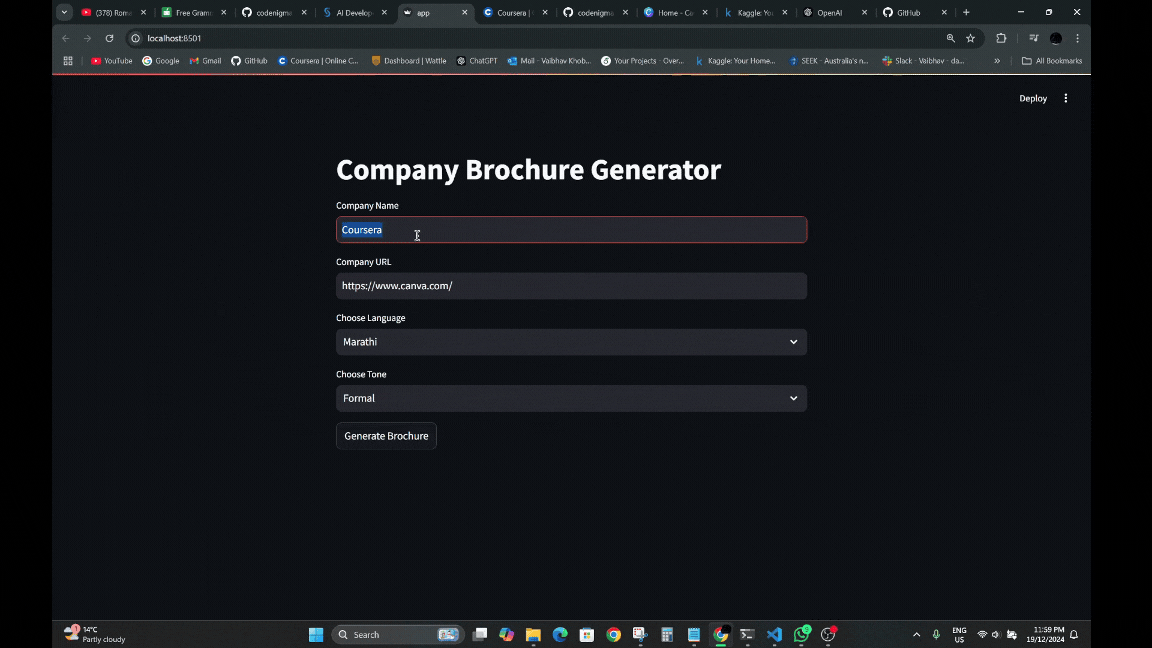 (378) Roma
Free Gram
codenigma
AI Develop
app
Coursera |
codenigm
Home - Ca
Kaggle: Yo
OpenAI
GitHub
localhost:8501
YouTube
Google
Gmail
GitHub
Coursera | Online C...
Dashboard | Wattle
ChatGPT
Mail - Vaibhav Khob...
Your Projects - Over...
Kaggle: Your Home...
SEEK - Australia's n...
Slack - Vaibhav - da...
»
All Bookmarks
Deploy
Company Brochure Generator
Company Name
Coursera
Company URL
https://www.canva.com/
Choose Language
Marathi
Choose Tone
Formal
Generate Brochure
14°C
Partly cloudy
Search
ENG
US
11:59 PM
19/12/2024